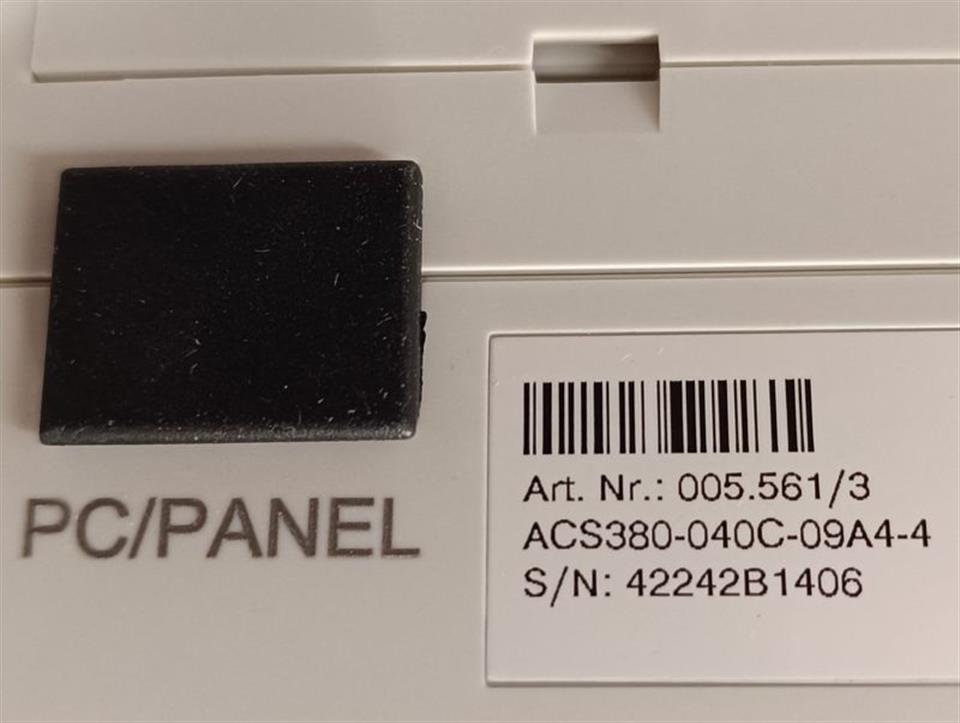 PC/PANEL
Art. Nr.: 005.561/3
ACS380-040C-09A4-4
S/N: 42242B1406